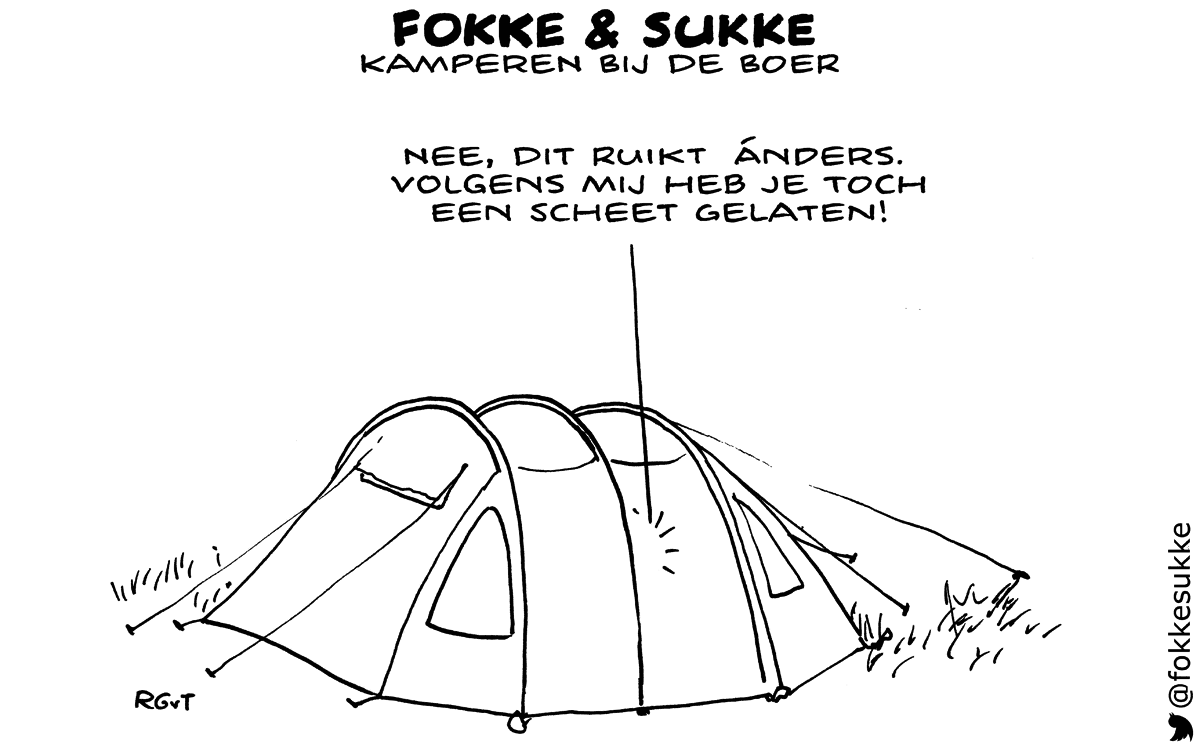 FOKKE & SUKKE
KAMPEREN BIJ DE BOER
NEE, DIT RUIKT ÁNDERS.
VOLGENS MIJ HEB JE TOCH
EEN SCHEET GELATEN!
RGvT
@fokkesukke